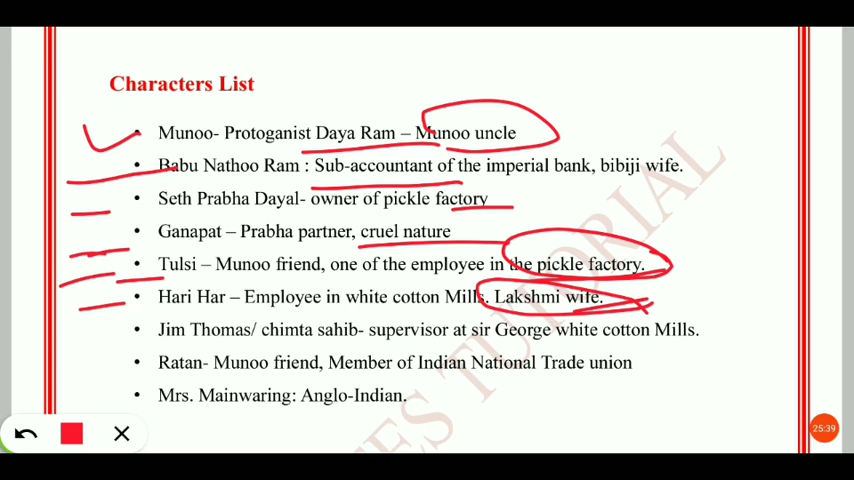 Characters List
• Munoo- Protoganist Daya Ram – Munoo uncle
• Babu Nathoo Ram : Sub-accountant of the imperial bank, bibiji wife.
• Seth Prabha Dayal- owner of pickle factory
• Ganapat – Prabha partner, cruel nature
• Tulsi – Munoo friend, one of the employee in the pickle factory.
• Hari Har – Employee in white cotton Mills. Lakshmi wife.
• Jim Thomas/ chimta sahib- supervisor at sir George white cotton Mills.
• Ratan- Munoo friend, Member of Indian National Trade union
• Mrs. Mainwaring: Anglo-Indian.
TES TUTORIAL
25:39